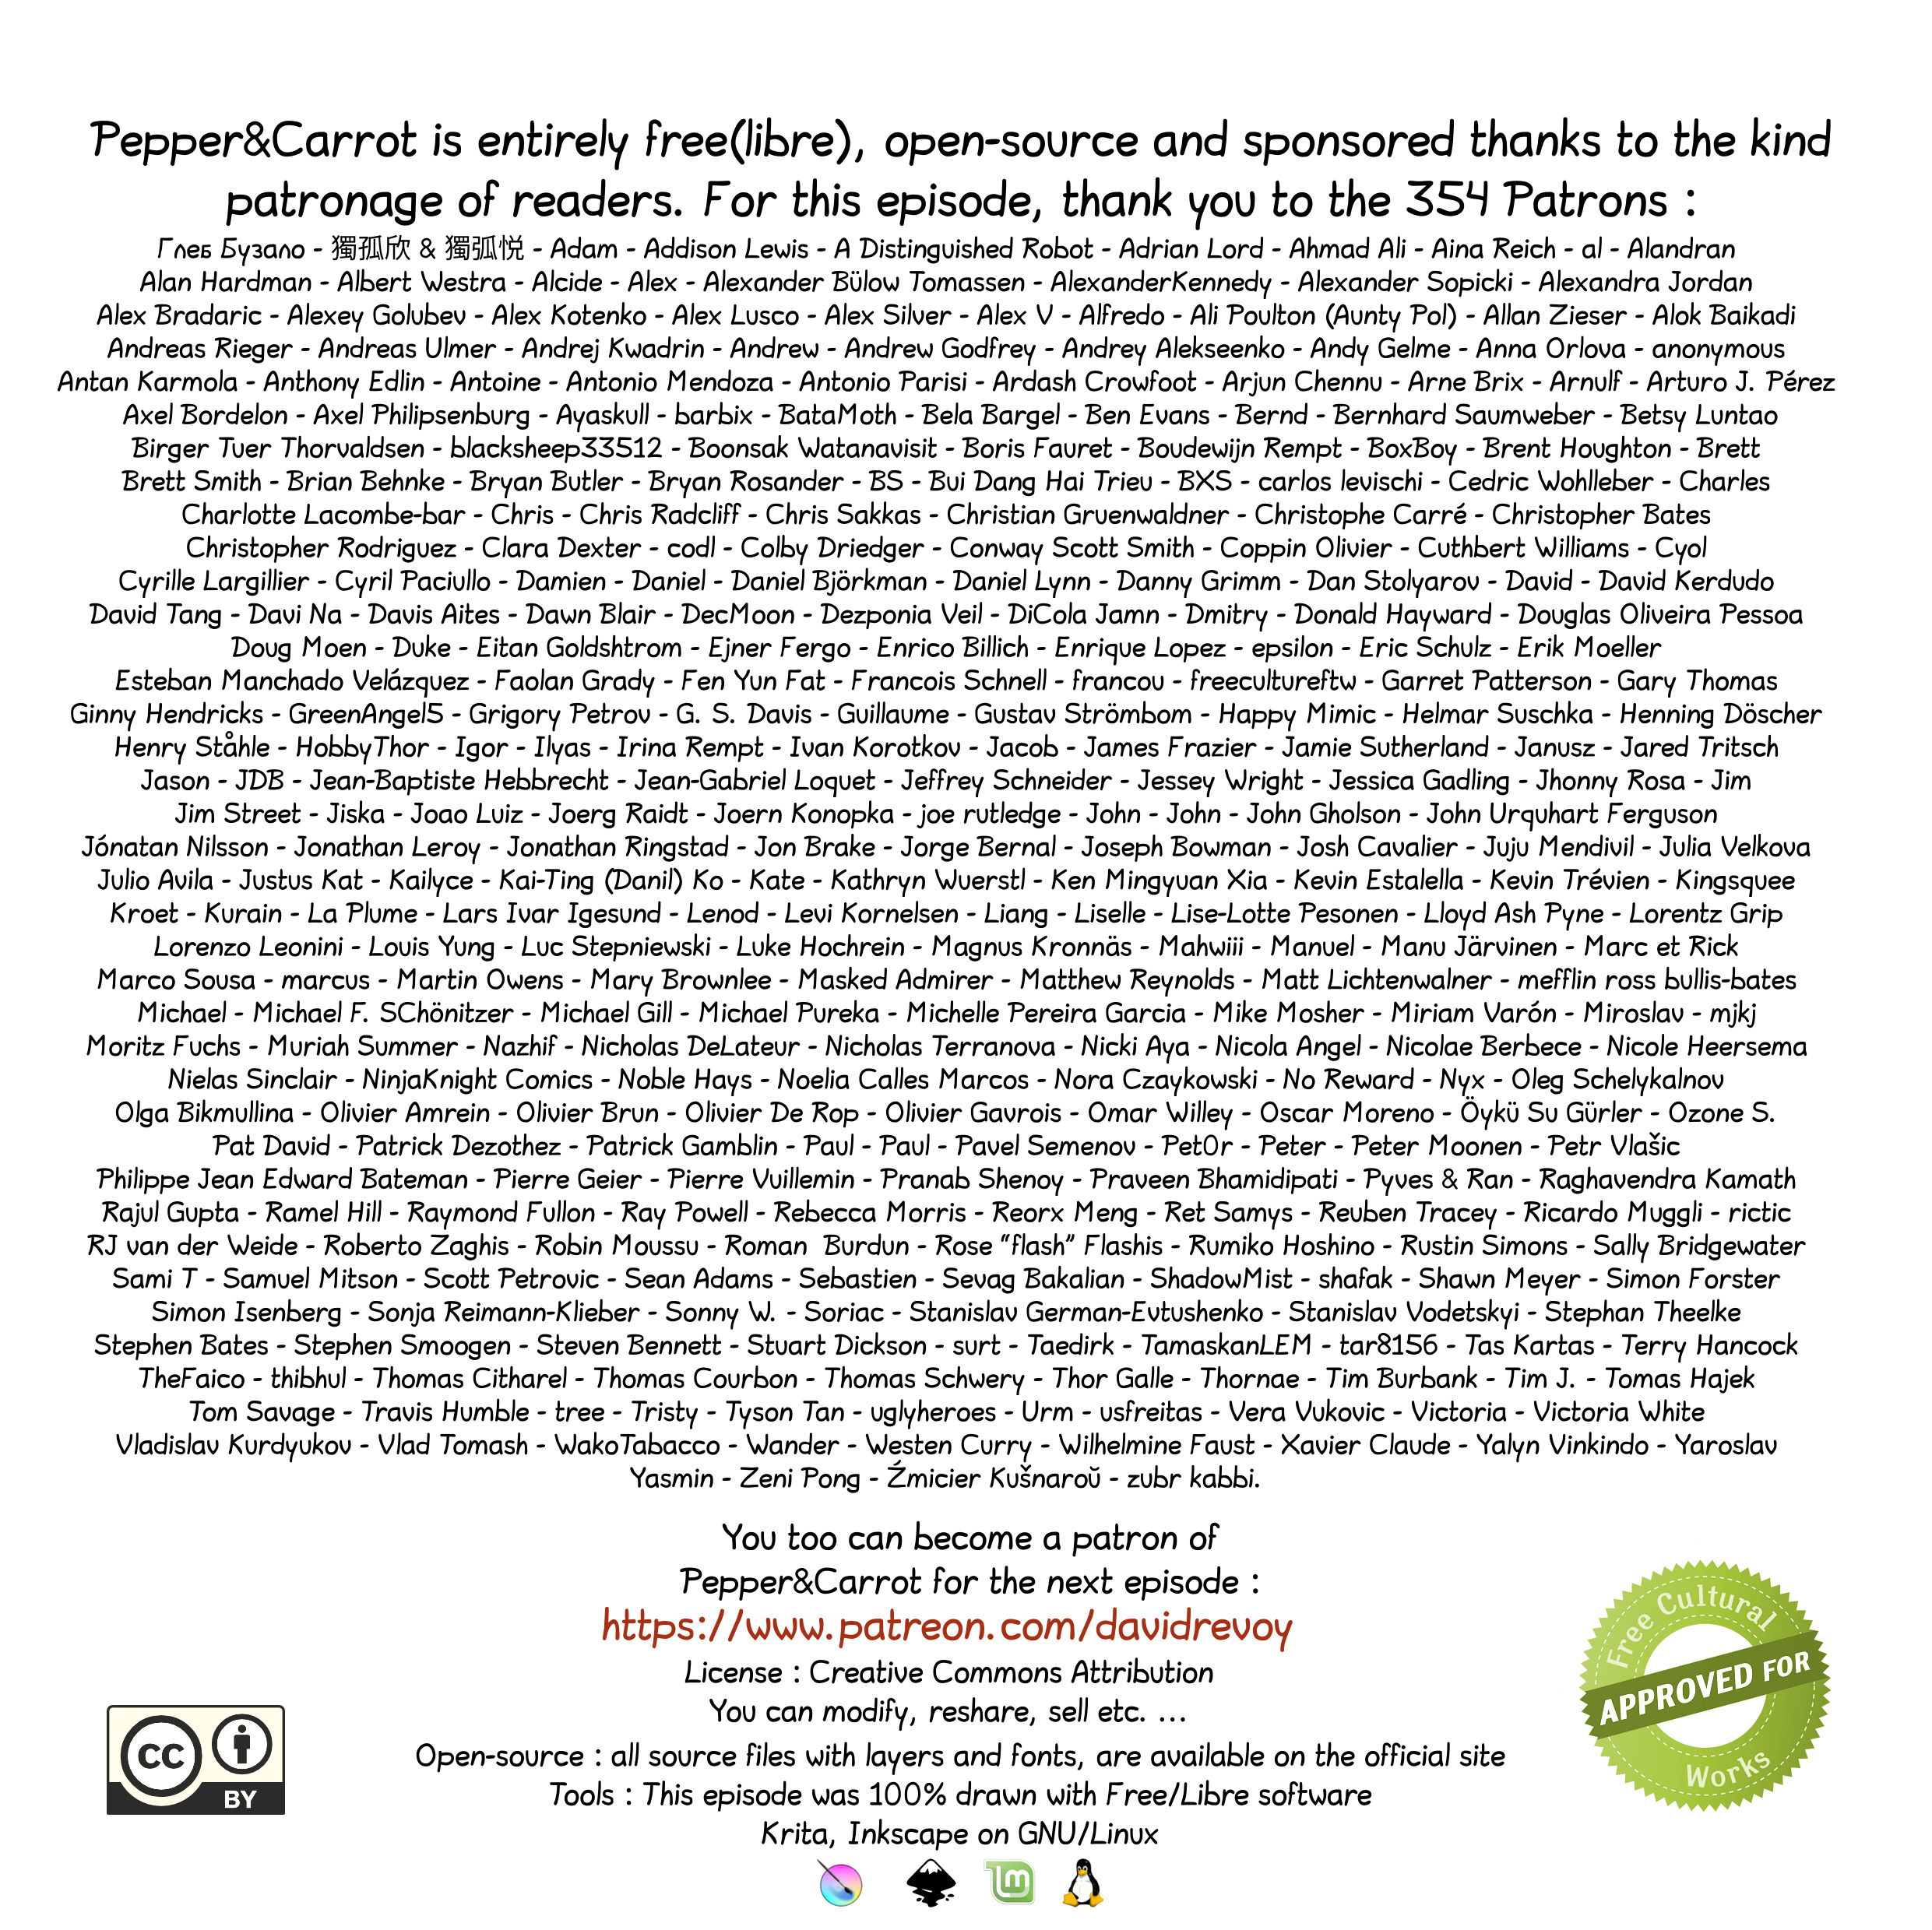 Pepper&Carrot is entirely free(libre), open-source and sponsored thanks to the kind
patronage of readers. For this episode, thank you to the 354 Patrons :
Глеб Бузало - 獨孤欣 & 獨弧悦 - Adam - Addison Lewis - A Distinguished Robot - Adrian Lord - Ahmad Ali - Aina Reich - al - Alandran
Alan Hardman - Albert Westra - Alcide - Alex - Alexander Bülow Tomassen - AlexanderKennedy - Alexander Sopicki - Alexandra Jordan
Alex Bradaric - Alexey Golubev - Alex Kotenko - Alex Lusco - Alex Silver - Alex V - Alfredo - Ali Poulton (Aunty Pol) - Allan Zieser - Alok Baikadi
Andreas Rieger - Andreas Ulmer - Andrej Kwadrin - Andrew - Andrew Godfrey - Andrey Alekseenko - Andy Gelme - Anna Orlova - anonymous
Antan Karmola - Anthony Edlin - Antoine - Antonio Mendoza - Antonio Parisi - Ardash Crowfoot - Arjun Chennu - Arne Brix - Arnulf - Arturo J. Pérez
Axel Bordelon - Axel Philipsenburg - Ayaskull - barbix - BataMoth - Bela Bargel - Ben Evans - Bernd - Bernhard Saumweber - Betsy Luntao
Birger Tuer Thorvaldsen - blacksheep33512 - Boonsak Watanavisit - Boris Fauret - Boudewijn Rempt - BoxBoy - Brent Houghton - Brett
Brett Smith - Brian Behnke - Bryan Butler - Bryan Rosander - BS - Bui Dang Hai Trieu - BXS - carlos levischi - Cedric Wohlleber - Charles
Charlotte Lacombe-bar - Chris - Chris Radcliff - Chris Sakkas - Christian Gruenwaldner - Christophe Carré - Christopher Bates
Christopher Rodriguez - Clara Dexter - codl - Colby Driedger - Conway Scott Smith - Coppin Olivier - Cuthbert Williams - Cyol
Cyrille Largillier - Cyril Paciullo - Damien - Daniel - Daniel Björkman - Daniel Lynn - Danny Grimm - Dan Stolyarov - David - David Kerdudo
David Tang - Davi Na - Davis Aites - Dawn Blair - DecMoon - Dezponia Veil - DiCola Jamn - Dmitry - Donald Hayward - Douglas Oliveira Pessoa
Doug Moen - Duke - Eitan Goldshtrom - Ejner Fergo - Enrico Billich - Enrique Lopez - epsilon - Eric Schulz - Erik Moeller
Esteban Manchado Velázquez - Faolan Grady - Fen Yun Fat - Francois Schnell - francou - freecultureftw - Garret Patterson - Gary Thomas
Ginny Hendricks - GreenAngel5 - Grigory Petrov - G. S. Davis - Guillaume - Gustav Strömbom - Happy Mimic - Helmar Suschka - Henning Döscher
Henry Ståhle - HobbyThor - Igor - Ilyas - Irina Rempt - Ivan Korotkov - Jacob - James Frazier - Jamie Sutherland - Janusz - Jared Tritsch
Jason - JDB - Jean-Baptiste Hebbrecht - Jean-Gabriel Loquet - Jeffrey Schneider - Jessey Wright - Jessica Gadling - Jhonny Rosa - Jim
Jim Street - Jiska - Joao Luiz - Joerg Raidt - Joern Konopka - joe rutledge - John - John - John Gholson - John Urquhart Ferguson
Jónatan Nilsson - Jonathan Leroy - Jonathan Ringstad - Jon Brake - Jorge Bernal - Joseph Bowman - Josh Cavalier - Juju Mendivil - Julia Velkova
Julio Avila - Justus Kat - Kailyce - Kai-Ting (Danil) Ko - Kate - Kathryn Wuerstl - Ken Mingyuan Xia - Kevin Estalella - Kevin Trévien - Kingsquee
Kroet - Kurain - La Plume - Lars Ivar Igesund - Lenod - Levi Kornelsen - Liang - Liselle - Lise-Lotte Pesonen - Lloyd Ash Pyne - Lorentz Grip
Lorenzo Leonini - Louis Yung - Luc Stepniewski - Luke Hochrein - Magnus Kronnäs - Mahwiii - Manuel - Manu Järvinen - Marc et Rick
Marco Sousa - marcus - Martin Owens - Mary Brownlee - Masked Admirer - Matthew Reynolds - Matt Lichtenwalner - mefflin ross bullis-bates
Michael - Michael F. SChönitzer - Michael Gill - Michael Pureka - Michelle Pereira Garcia - Mike Mosher - Miriam Varón - Miroslav - mjkj
Moritz Fuchs - Muriah Summer - Nazhif - Nicholas DeLateur - Nicholas Terranova - Nicki Aya - Nicola Angel - Nicolae Berbece - Nicole Heersema
Nielas Sinclair - NinjaKnight Comics - Noble Hays - Noelia Calles Marcos - Nora Czaykowski - No Reward - Nyx - Oleg Schelykalnov
Olga Bikmullina - Olivier Amrein - Olivier Brun - Olivier De Rop - Olivier Gavrois - Omar Willey - Oscar Moreno - Öykü Su Gürler - Ozone S.
Pat David - Patrick Dezothez - Patrick Gamblin - Paul - Paul - Pavel Semenov - Pet0r - Peter - Peter Moonen - Petr Vlašic
Philippe Jean Edward Bateman - Pierre Geier - Pierre Vuillemin - Pranab Shenoy - Praveen Bhamidipati - Pyves & Ran - Raghavendra Kamath
Rajul Gupta - Ramel Hill - Raymond Fullon - Ray Powell - Rebecca Morris - Reorx Meng - Ret Samys - Reuben Tracey - Ricardo Muggli - rictic
RJ van der Weide - Roberto Zaghis - Robin Moussu - Roman  Burdun - Rose “flash” Flashis - Rumiko Hoshino - Rustin Simons - Sally Bridgewater
Sami T - Samuel Mitson - Scott Petrovic - Sean Adams - Sebastien - Sevag Bakalian - ShadowMist - shafak - Shawn Meyer - Simon Forster
Simon Isenberg - Sonja Reimann-Klieber - Sonny W. - Soriac - Stanislav German-Evtushenko - Stanislav Vodetskyi - Stephan Theelke
Stephen Bates - Stephen Smoogen - Steven Bennett - Stuart Dickson - surt - Taedirk - TamaskanLEM - tar8156 - Tas Kartas - Terry Hancock
TheFaico - thibhul - Thomas Citharel - Thomas Courbon - Thomas Schwery - Thor Galle - Thornae - Tim Burbank - Tim J. - Tomas Hajek
Tom Savage - Travis Humble - tree - Tristy - Tyson Tan - uglyheroes - Urm - usfreitas - Vera Vukovic - Victoria - Victoria White
Vladislav Kurdyukov - Vlad Tomash - WakoTabacco - Wander - Westen Curry - Wilhelmine Faust - Xavier Claude - Yalyn Vinkindo - Yaroslav
Yasmin - Zeni Pong - Źmicier Kušnaroŭ - zubr kabbi.
You too can become a patron of
Pepper&Carrot for the next episode :
https://www.patreon.com/davidrevoy
License : Creative Commons Attribution
You can modify, reshare, sell etc. ...
Open-source : all source files with layers and fonts, are available on the official site
Tools : This episode was 100% drawn with Free/Libre software
Krita, Inkscape on GNU/Linux
CC
BY
Free Cultural
APPROVED FOR
Works
lm